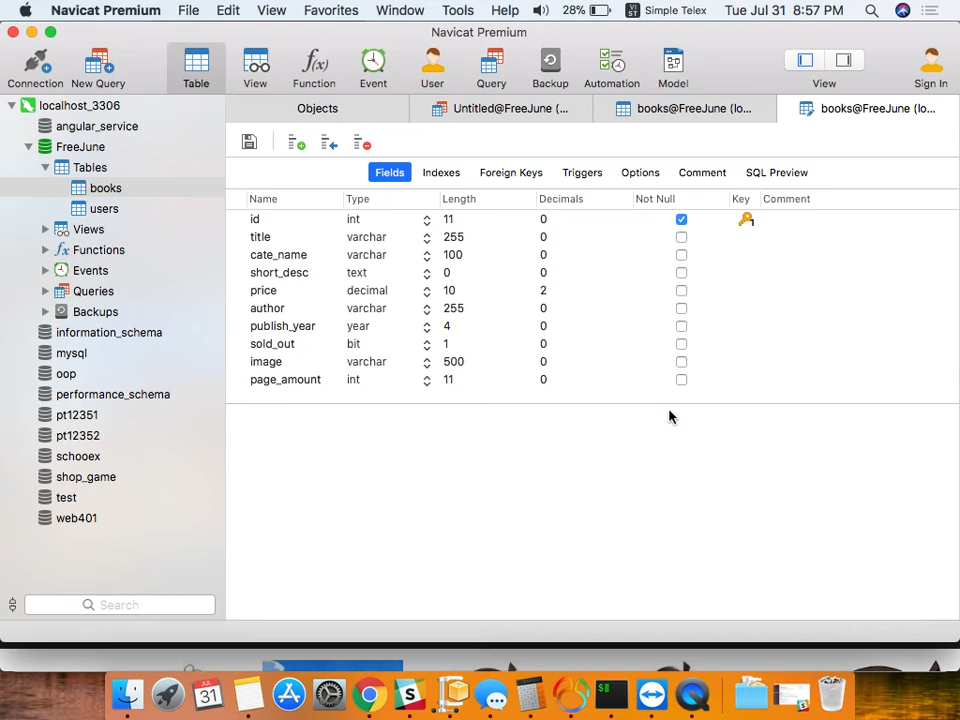 Navicat Premium File Edit View Favorites Window Tools Help 28% VI ST Simple Telex Tue Jul 31 8:57 PM
Navicat Premium
Connection New Query Table View Function Event User Query Backup Automation Model View Sign In
Objects Untitled@FreeJune (... books@FreeJune (lo... books@FreeJune (lo...
Fields Indexes Foreign Keys Triggers Options Comment SQL Preview
Name Type Length Decimals Not Null Key Comment
id int 11 0 1
title varchar 255 0
cate_name varchar 100 0
short_desc text 0 0
price decimal 10 2
author varchar 255 0
publish_year year 4 0
sold_out bit 1 0
image varchar 500 0
page_amount int 11 0
localhost_3306
angular_service
FreeJune
Tables
books
users
Views
fx Functions
Events
Queries
Backups
information_schema
mysql
oop
performance_schema
pt12351
pt12352
schooex
shop_game
test
web401
Search
JUL
31